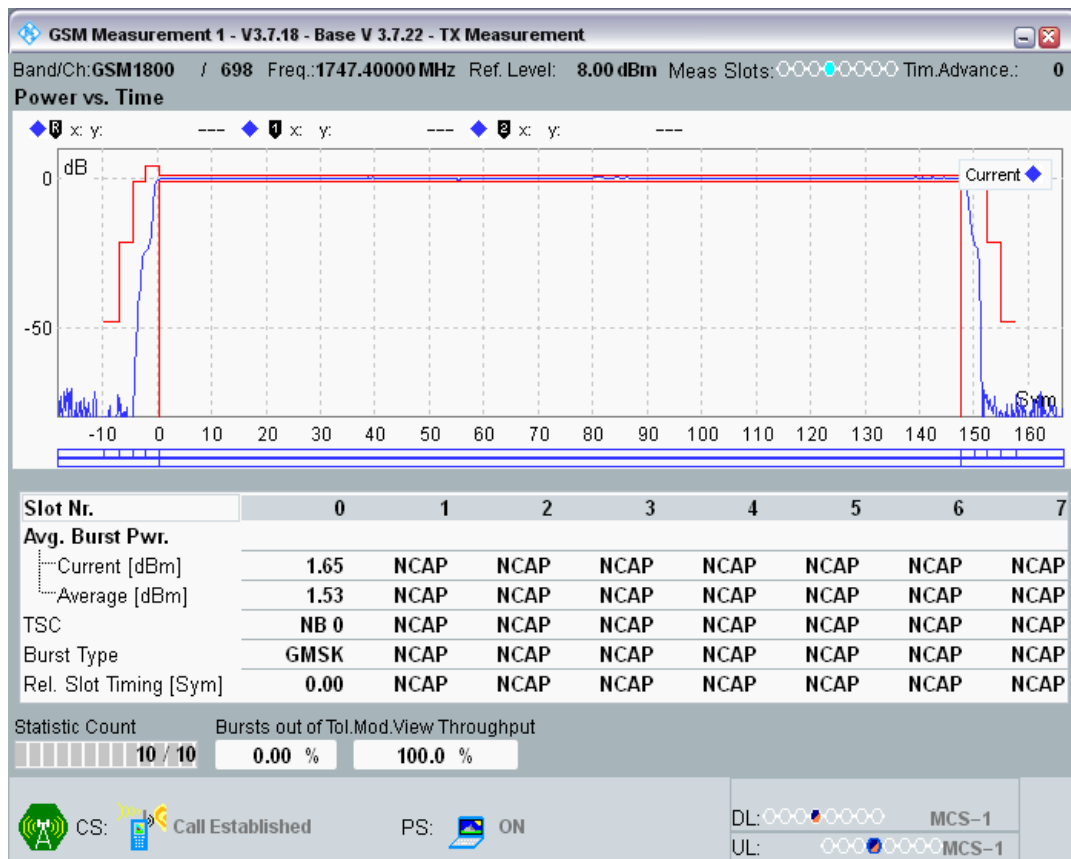 GSM Measurement 1 - V3.7.18 - Base V 3.7.22 - TX Measurement
Band/Ch:GSM1800 / 698 Freq.:1747.40000 MHz Ref. Level: 8.00 dBm Meas Slots: Tim.Advance.: 0
Power vs. Time
R x: y: --- 1 x: y: --- 2 x: y: ---
dB
0
Current
-50
Sym
-10 0 10 20 30 40 50 60 70 80 90 100 110 120 130 140 150 160
Slot Nr. 0 1 2 3 4 5 6 7
Avg. Burst Pwr.
Current [dBm] 1.65 NCAP NCAP NCAP NCAP NCAP NCAP NCAP
Average [dBm] 1.53 NCAP NCAP NCAP NCAP NCAP NCAP NCAP
TSC NB 0 NCAP NCAP NCAP NCAP NCAP NCAP NCAP
Burst Type GMSK NCAP NCAP NCAP NCAP NCAP NCAP NCAP
Rel. Slot Timing [Sym] 0.00 NCAP NCAP NCAP NCAP NCAP NCAP NCAP
Statistic Count Bursts out of Tol.Mod.View Throughput
10 / 10 0.00 % 100.0 %
CS: Call Established PS: ON DL: MCS-1
UL: MCS-1